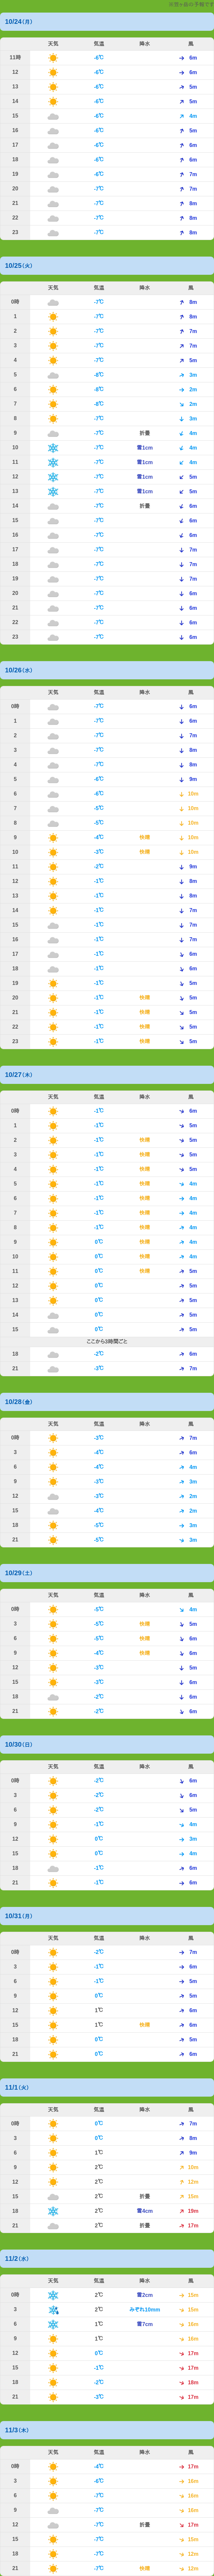 10/24(月)
天気 気温 降水 風
11時 -6℃ 6m
12 -6℃ 6m
13 -6℃ 5m
14 -6℃ 5m
15 -6℃ 4m
16 -6℃ 5m
17 -6℃ 6m
18 -6℃ 6m
19 -6℃ 7m
20 -7℃ 7m
21 -7℃ 8m
22 -7℃ 8m
23 -7℃ 8m
10/25(火)
天気 気温 降水 風
0時 -7℃ 8m
1 -7℃ 8m
2 -7℃ 7m
3 -7℃ 7m
4 -7℃ 5m
5 -8℃ 3m
6 -8℃ 2m
7 -8℃ 2m
8 -7℃ 3m
9 -7℃ 折畳 4m
10 -7℃ 雪1cm 4m
11 -7℃ 雪1cm 4m
12 -7℃ 雪1cm 5m
13 -7℃ 雪1cm 5m
14 -7℃ 折畳 6m
15 -7℃ 6m
16 -7℃ 6m
17 -7℃ 7m
18 -7℃ 7m
19 -7℃ 7m
20 -7℃ 6m
21 -7℃ 6m
22 -7℃ 6m
23 -7℃ 6m
10/26(水)
天気 気温 降水 風
0時 -7℃ 6m
1 -7℃ 6m
2 -7℃ 7m
3 -7℃ 8m
4 -7℃ 8m
5 -6℃ 9m
6 -6℃ 10m
7 -5℃ 10m
8 -5℃ 10m
9 -4℃ 快晴 10m
10 -3℃ 快晴 10m
11 -2℃ 9m
12 -1℃ 8m
13 -1℃ 8m
14 -1℃ 7m
15 -1℃ 7m
16 -1℃ 7m
17 -1℃ 6m
18 -1℃ 6m
19 -1℃ 5m
20 -1℃ 快晴 5m
21 -1℃ 快晴 5m
22 -1℃ 快晴 5m
23 -1℃ 快晴 5m
10/27(木)
天気 気温 降水 風
0時 -1℃ 6m
1 -1℃ 5m
2 -1℃ 快晴 5m
3 -1℃ 快晴 5m
4 -1℃ 快晴 5m
5 -1℃ 快晴 4m
6 -1℃ 快晴 4m
7 -1℃ 快晴 4m
8 -1℃ 快晴 4m
9 0℃ 快晴 4m
10 0℃ 快晴 4m
11 0℃ 快晴 5m
12 0℃ 5m
13 0℃ 5m
14 0℃ 5m
15 0℃ 5m
ここから3時間ごと
18 -2℃ 6m
21 -3℃ 7m
10/28(金)
天気 気温 降水 風
0時 -3℃ 7m
3 -4℃ 6m
6 -4℃ 4m
9 -3℃ 3m
12 -3℃ 2m
15 -4℃ 2m
18 -5℃ 3m
21 -5℃ 3m
10/29(土)
天気 気温 降水 風
0時 -5℃ 4m
3 -5℃ 快晴 5m
6 -5℃ 快晴 6m
9 -4℃ 快晴 6m
12 -3℃ 5m
15 -3℃ 6m
18 -2℃ 6m
21 -2℃ 6m
10/30(日)
天気 気温 降水 風
0時 -2℃ 6m
3 -2℃ 6m
6 -2℃ 5m
9 -1℃ 4m
12 0℃ 3m
15 0℃ 4m
18 -1℃ 6m
21 -1℃ 6m
10/31(月)
天気 気温 降水 風
0時 -2℃ 7m
3 -1℃ 6m
6 -1℃ 5m
9 0℃ 5m
12 1℃ 6m
15 1℃ 快晴 6m
18 0℃ 5m
21 0℃ 6m
11/1(火)
天気 気温 降水 風
0時 0℃ 7m
3 0℃ 8m
6 1℃ 9m
9 2℃ 10m
12 2℃ 12m
15 2℃ 折畳 15m
18 2℃ 雪4cm 19m
21 2℃ 折畳 17m
11/2(水)
天気 気温 降水 風
0時 2℃ 雪2cm 15m
3 2℃ みぞれ10mm 15m
6 1℃ 雪7cm 16m
9 1℃ 16m
12 0℃ 17m
15 -1℃ 17m
18 -2℃ 18m
21 -3℃ 17m
11/3(木)
天気 気温 降水 風
0時 -4℃ 17m
3 -6℃ 16m
6 -7℃ 16m
9 -7℃ 16m
12 -7℃ 折畳 17m
15 -7℃ 15m
18 -7℃ 12m
21 -7℃ 快晴 12m